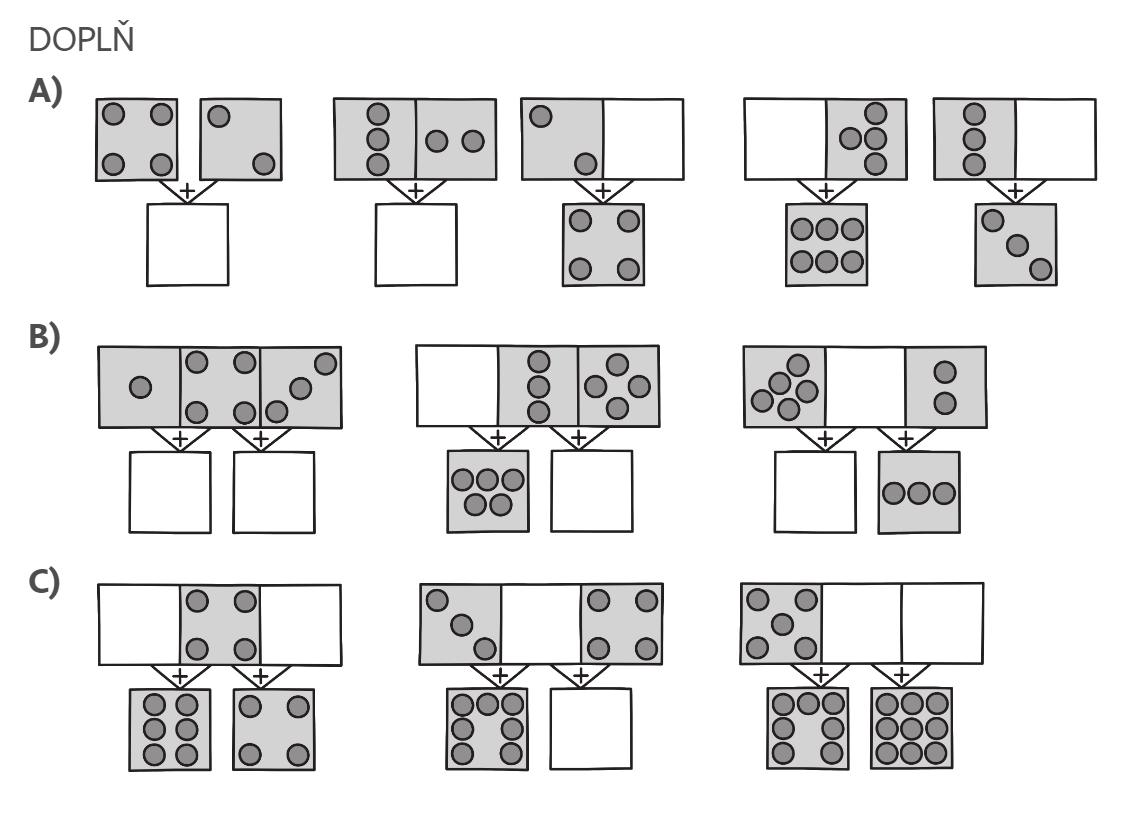 DOPLŇ
A)
+ + + + +
B)
+ + + + + +
C)
+ + + + + +